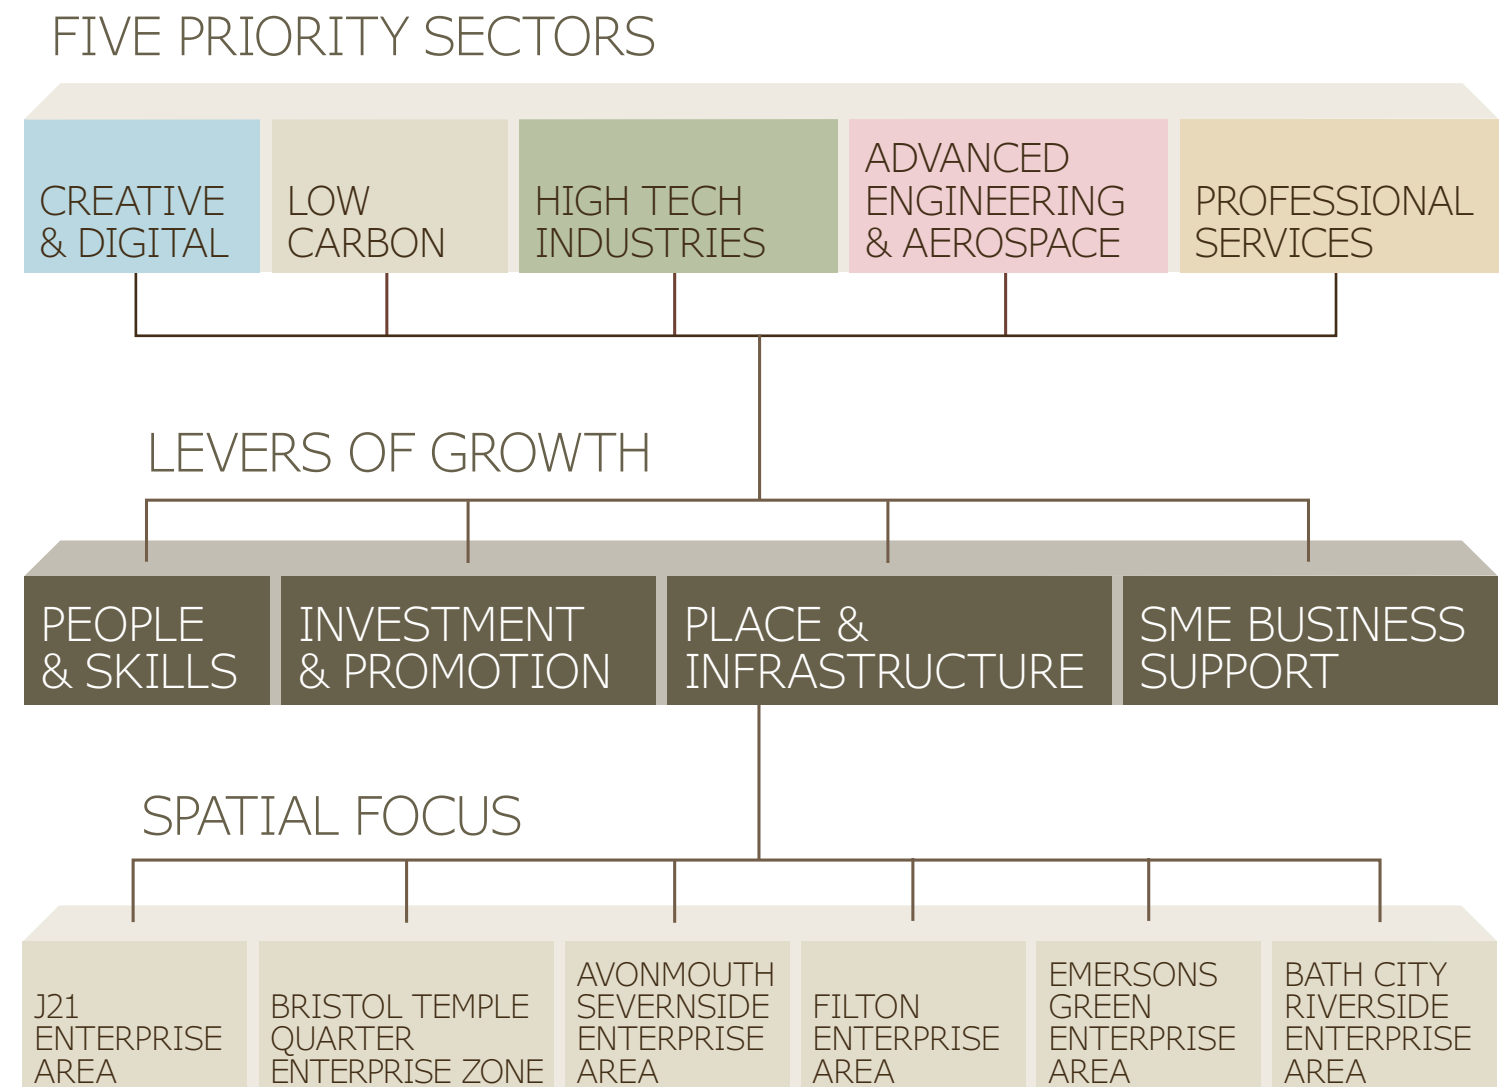 FIVE PRIORITY SECTORS
CREATIVE
& DIGITAL
LOW
CARBON
HIGH TECH
INDUSTRIES
ADVANCED
ENGINEERING
& AEROSPACE
PROFESSIONAL
SERVICES
LEVERS OF GROWTH
PEOPLE
& SKILLS
INVESTMENT
& PROMOTION
PLACE &
INFRASTRUCTURE
SME BUSINESS
SUPPORT
SPATIAL FOCUS
J21
ENTERPRISE
AREA
BRISTOL TEMPLE
QUARTER
ENTERPRISE ZONE
AVONMOUTH
SEVERNSIDE
ENTERPRISE
AREA
FILTON
ENTERPRISE
AREA
EMERSONS
GREEN
ENTERPRISE
AREA
BATH CITY
RIVERSIDE
ENTERPRISE
AREA